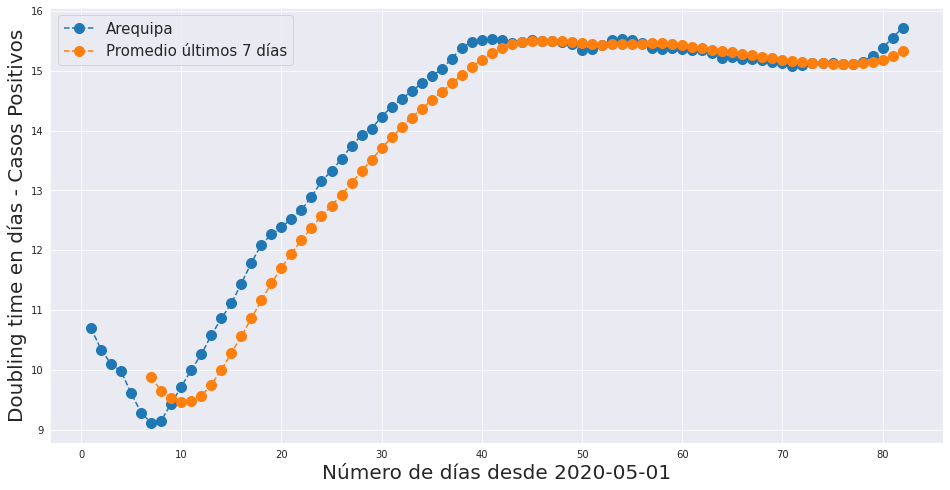 Arequipa
Promedio últimos 7 días
Doubling time en días - Casos Positivos
16
15
14
13
12
11
10
9
0 10 20 30 40 50 60 70 80
Número de días desde 2020-05-01